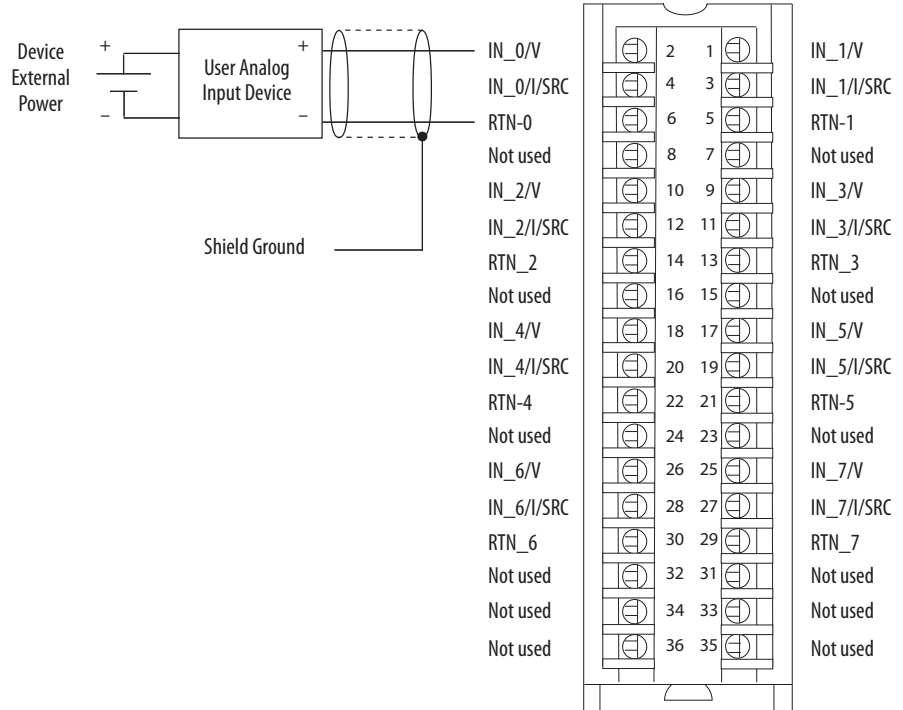 Device
External
Power
+
−
User Analog
Input Device
+
−
Shield Ground
IN_0/V 2 1 IN_1/V
IN_0/I/SRC 4 3 IN_1/I/SRC
RTN-0 6 5 RTN-1
Not used 8 7 Not used
IN_2/V 10 9 IN_3/V
IN_2/I/SRC 12 11 IN_3/I/SRC
RTN_2 14 13 RTN_3
Not used 16 15 Not used
IN_4/V 18 17 IN_5/V
IN_4/I/SRC 20 19 IN_5/I/SRC
RTN-4 22 21 RTN-5
Not used 24 23 Not used
IN_6/V 26 25 IN_7/V
IN_6/I/SRC 28 27 IN_7/I/SRC
RTN_6 30 29 RTN_7
Not used 32 31 Not used
Not used 34 33 Not used
Not used 36 35 Not used